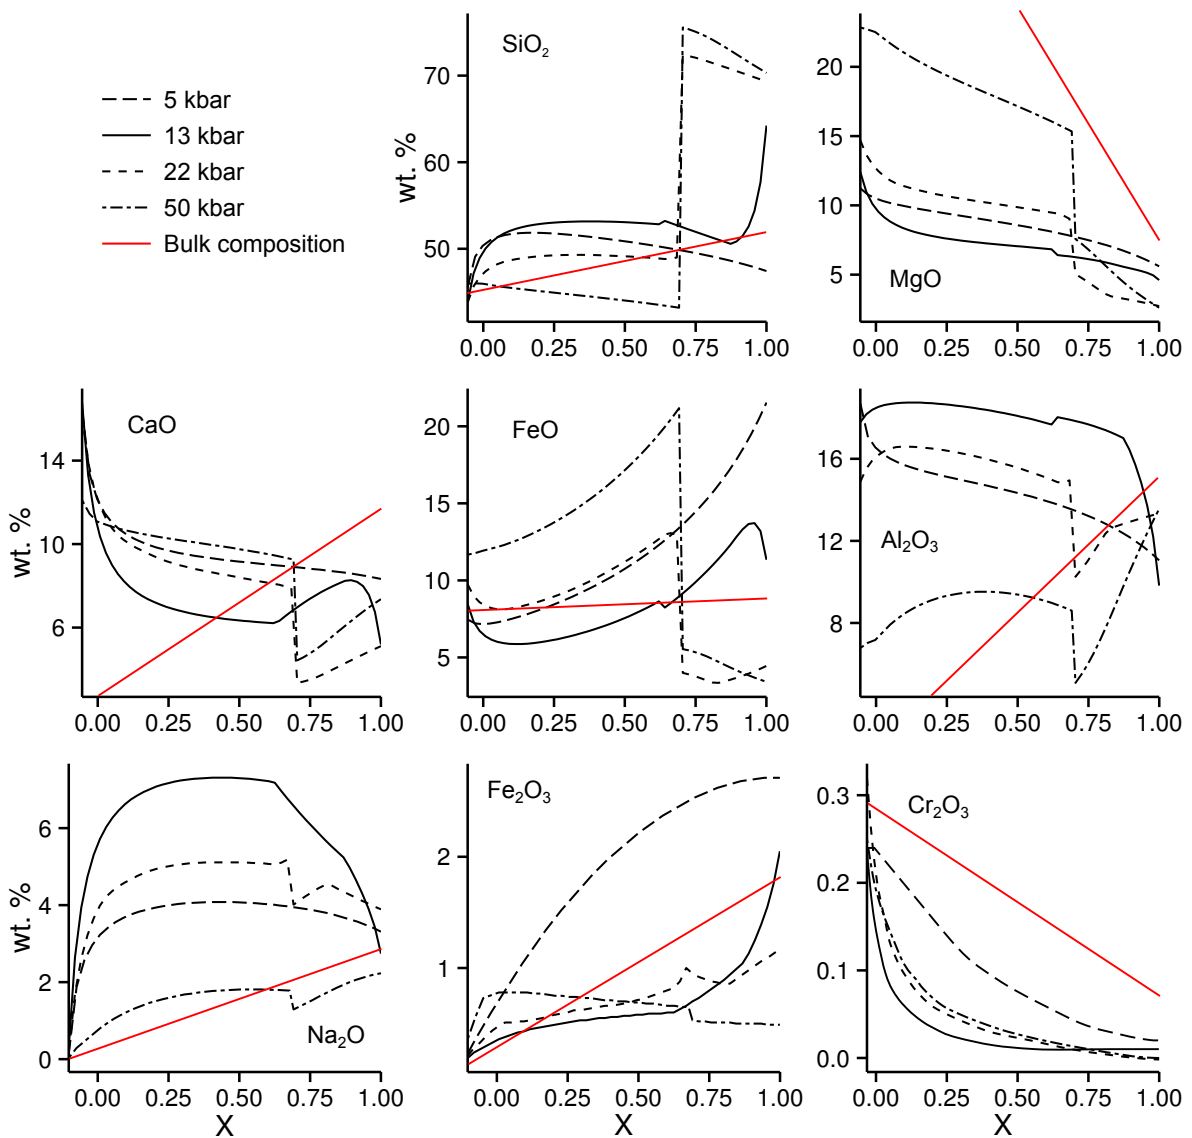 5 kbar
13 kbar
22 kbar
50 kbar
Bulk composition
SiO₂
wt. %
70
60
50
0.00 0.25 0.50 0.75 1.00
MgO
20
15
10
5
0.00 0.25 0.50 0.75 1.00
CaO
wt. %
14
10
6
0.00 0.25 0.50 0.75 1.00
FeO
20
15
10
5
0.00 0.25 0.50 0.75 1.00
Al₂O₃
16
12
8
0.00 0.25 0.50 0.75 1.00
Na₂O
wt. %
6
4
2
0
0.00 0.25 0.50 0.75 1.00
X
Fe₂O₃
2
1
0.00 0.25 0.50 0.75 1.00
Cr₂O₃
0.3
0.2
0.1
0.0
0.00 0.25 0.50 0.75 1.00
X